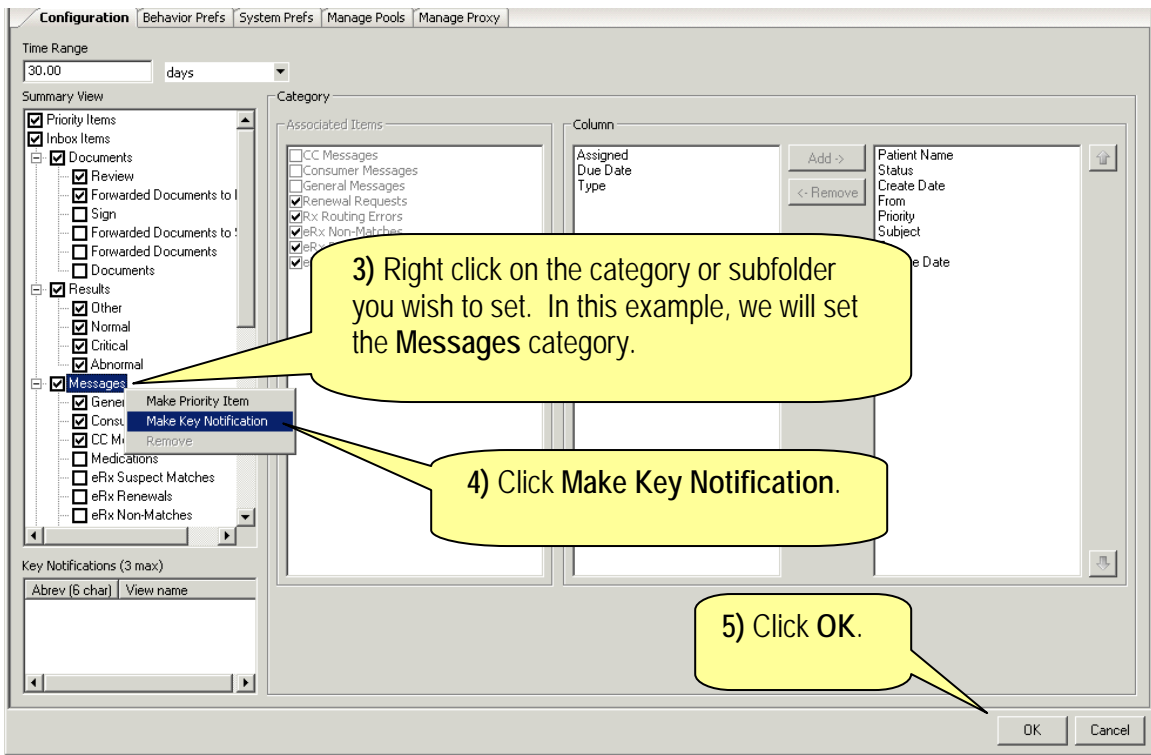 Configuration
Behavior Prefs
System Prefs
Manage Pools
Manage Proxy
Time Range
30.00
days
Summary View
Priority Items
Inbox Items
Documents
Review
Forwarded Documents to
Sign
Forwarded Documents to
Forwarded Documents
Documents
Results
Other
Normal
Critical
Abnormal
Messages
Make Priority Item
Make Key Notification
Remove
Medications
eRx Suspect Matches
eRx Renewals
eRx Non-Matches
Key Notifications (3 max)
Abrev (6 char)
View name
Category
Associated Items
CC Messages
Consumer Messages
General Messages
Renewal Requests
Rx Routing Errors
eRx Non-Matches
Column
Assigned
Due Date
Type
Add ->
<- Remove
Patient Name
Status
Create Date
From
Priority
Subject
Date
3) Right click on the category or subfolder
you wish to set. In this example, we will set
the Messages category.
4) Click Make Key Notification.
5) Click OK.
OK
Cancel